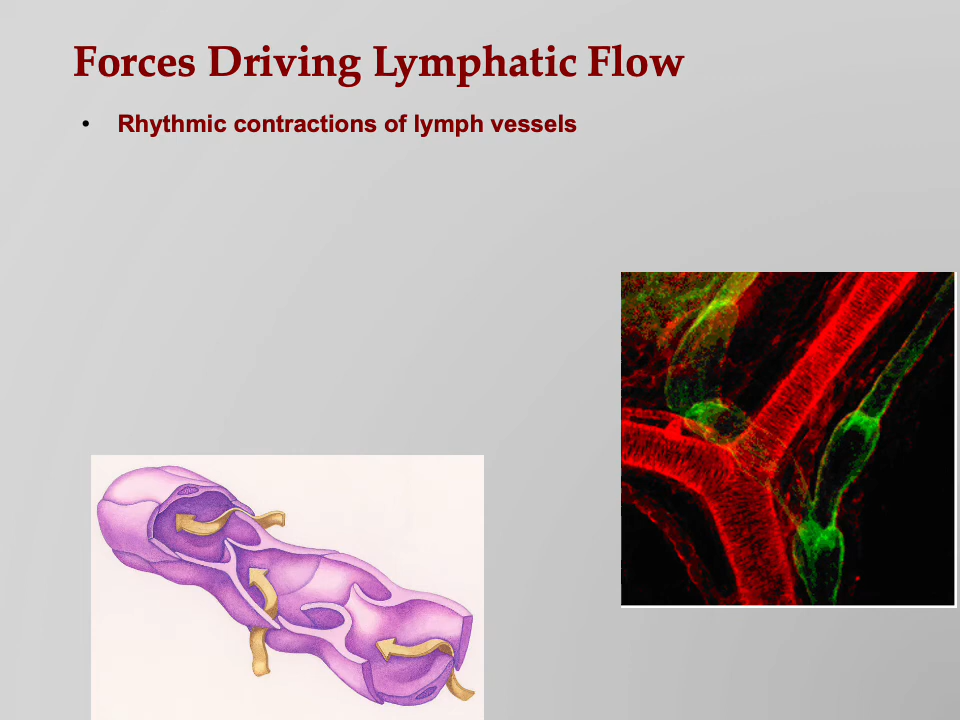 Forces Driving Lymphatic Flow
• Rhythmic contractions of lymph vessels